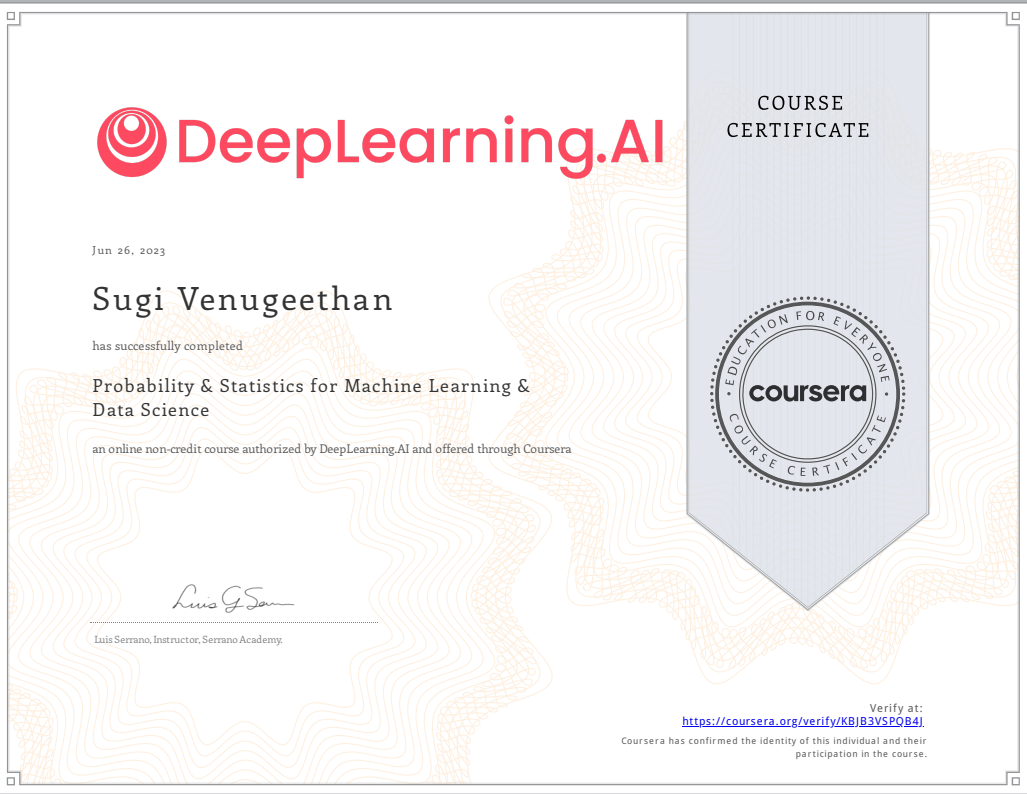 DeepLearning.AI
COURSE
CERTIFICATE
Jun 26, 2023
Sugi Venugeethan
has successfully completed
Probability & Statistics for Machine Learning &
Data Science
an online non-credit course authorized by DeepLearning.AI and offered through Coursera
EDUCATION FOR EVERYONE
coursera
COURSE CERTIFICATE
Luis G Serrano
Luis Serrano, Instructor, Serrano Academy.
Verify at:
https://coursera.org/verify/KBJB3VSPQB4J
Coursera has confirmed the identity of this individual and their
participation in the course.